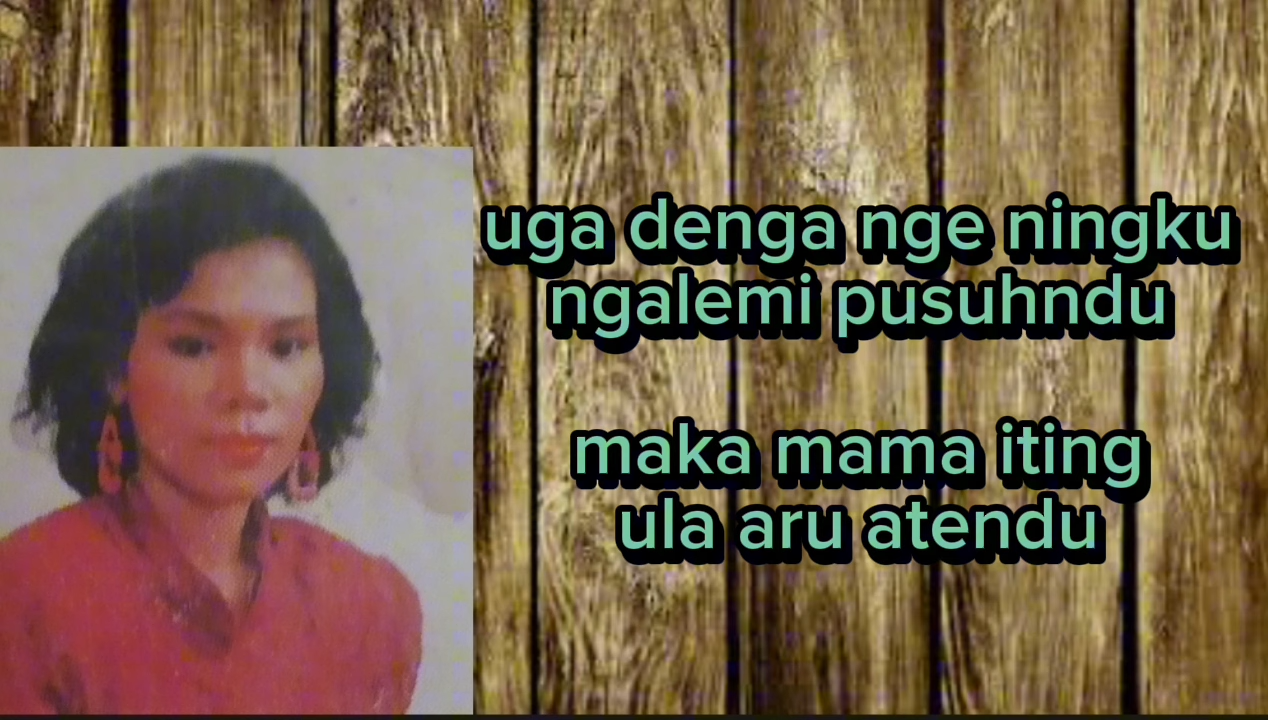 uga denga nge ningku
ngalemi pusuhndu
maka mama iting
ula aru atendu